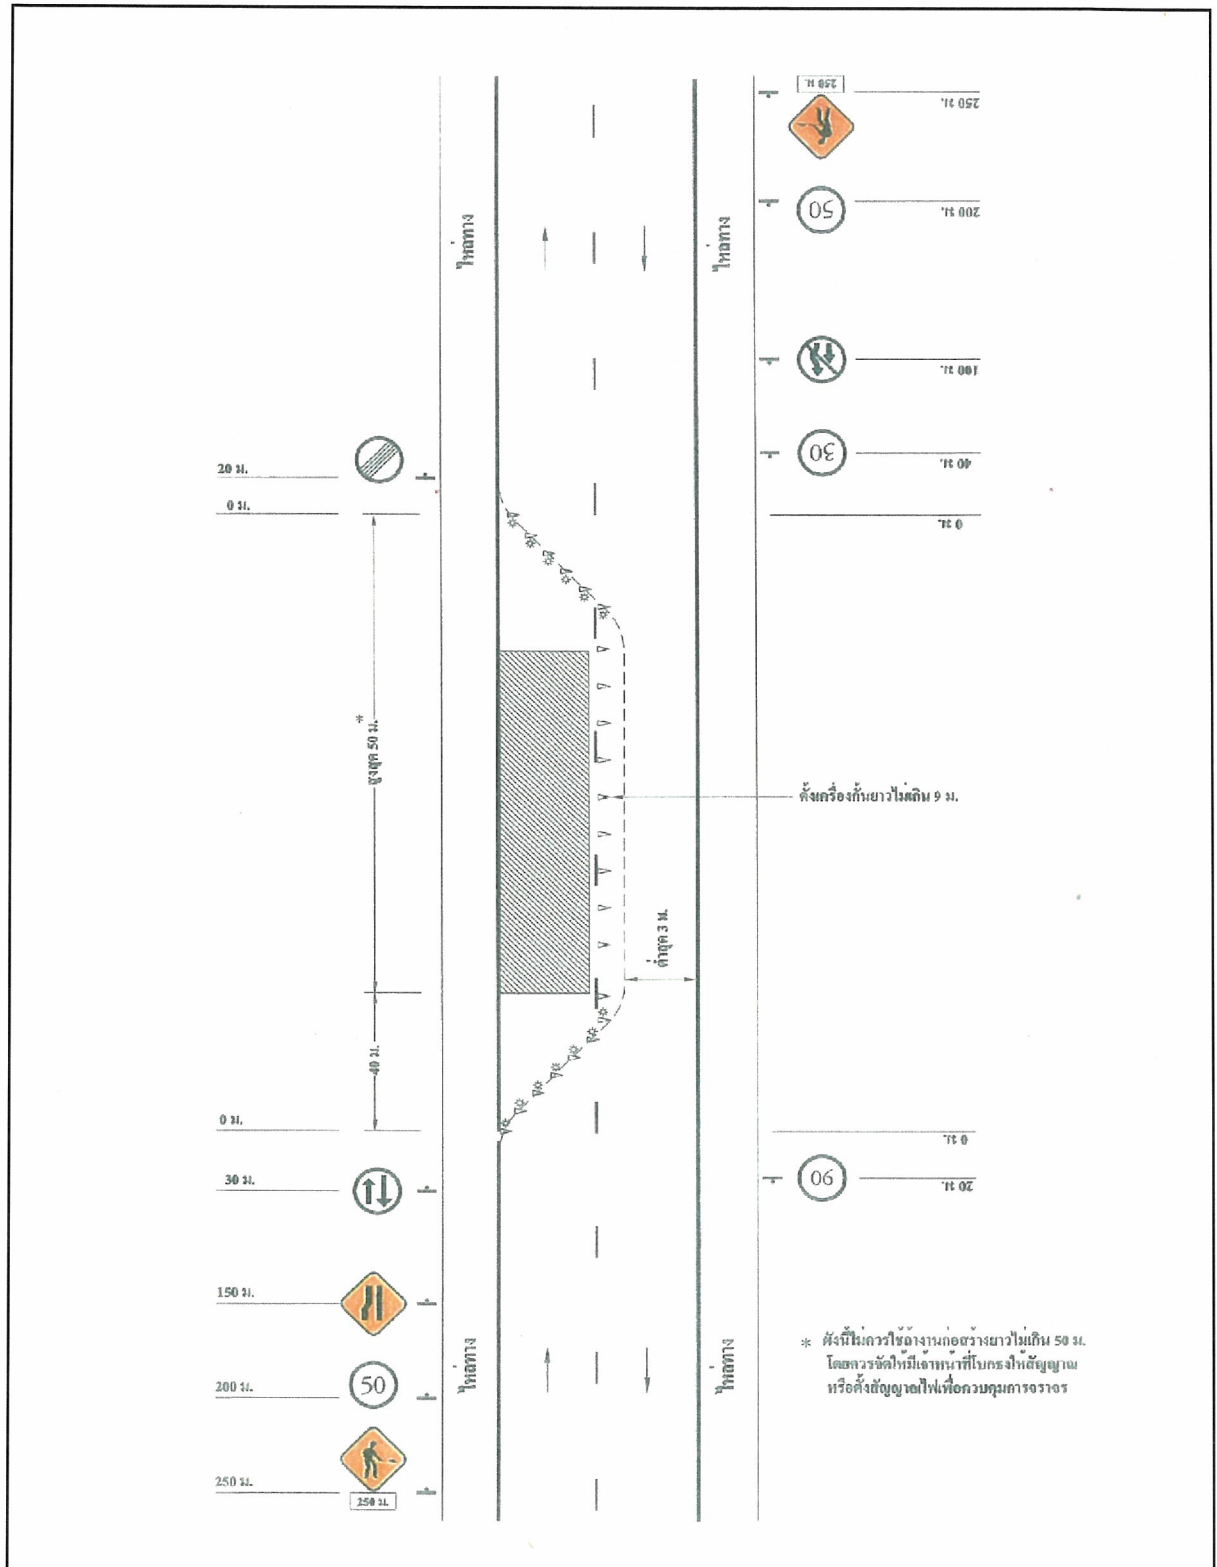 250 ม.
250 ม.
50
200 ม.
ไหล่ทาง
ไหล่ทาง
100 ม.
30
40 ม.
20 ม.
0 ม.
0 ม.
สูงสุด 50 ม.*
ตั้งเครื่องกั้นยาวไม่เกิน 9 ม.
ต่ำสุด 3 ม.
40 ม.
0 ม.
0 ม.
30 ม.
90
20 ม.
150 ม.
50
200 ม.
ไหล่ทาง
ไหล่ทาง
* ผังนี้ไม่ควรใช้ถ้างานก่อสร้างยาวไม่เกิน 50 ม.
โดยควรจัดให้มีเจ้าหน้าที่โบกธงให้สัญญาณ
หรือตั้งสัญญาณไฟเพื่อควบคุมการจราจร
250 ม.
250 ม.